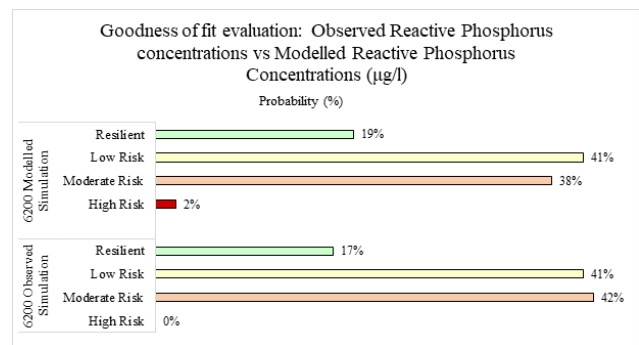 Goodness of fit evaluation: Observed Reactive Phosphorus
concentrations vs Modelled Reactive Phosphorus
Concentrations (µg/l)
Probability (%)
6200 Modelled
Simulation
Resilient 19%
Low Risk 41%
Moderate Risk 38%
High Risk 2%
6200 Observed
Simulation
Resilient 17%
Low Risk 41%
Moderate Risk 42%
High Risk 0%